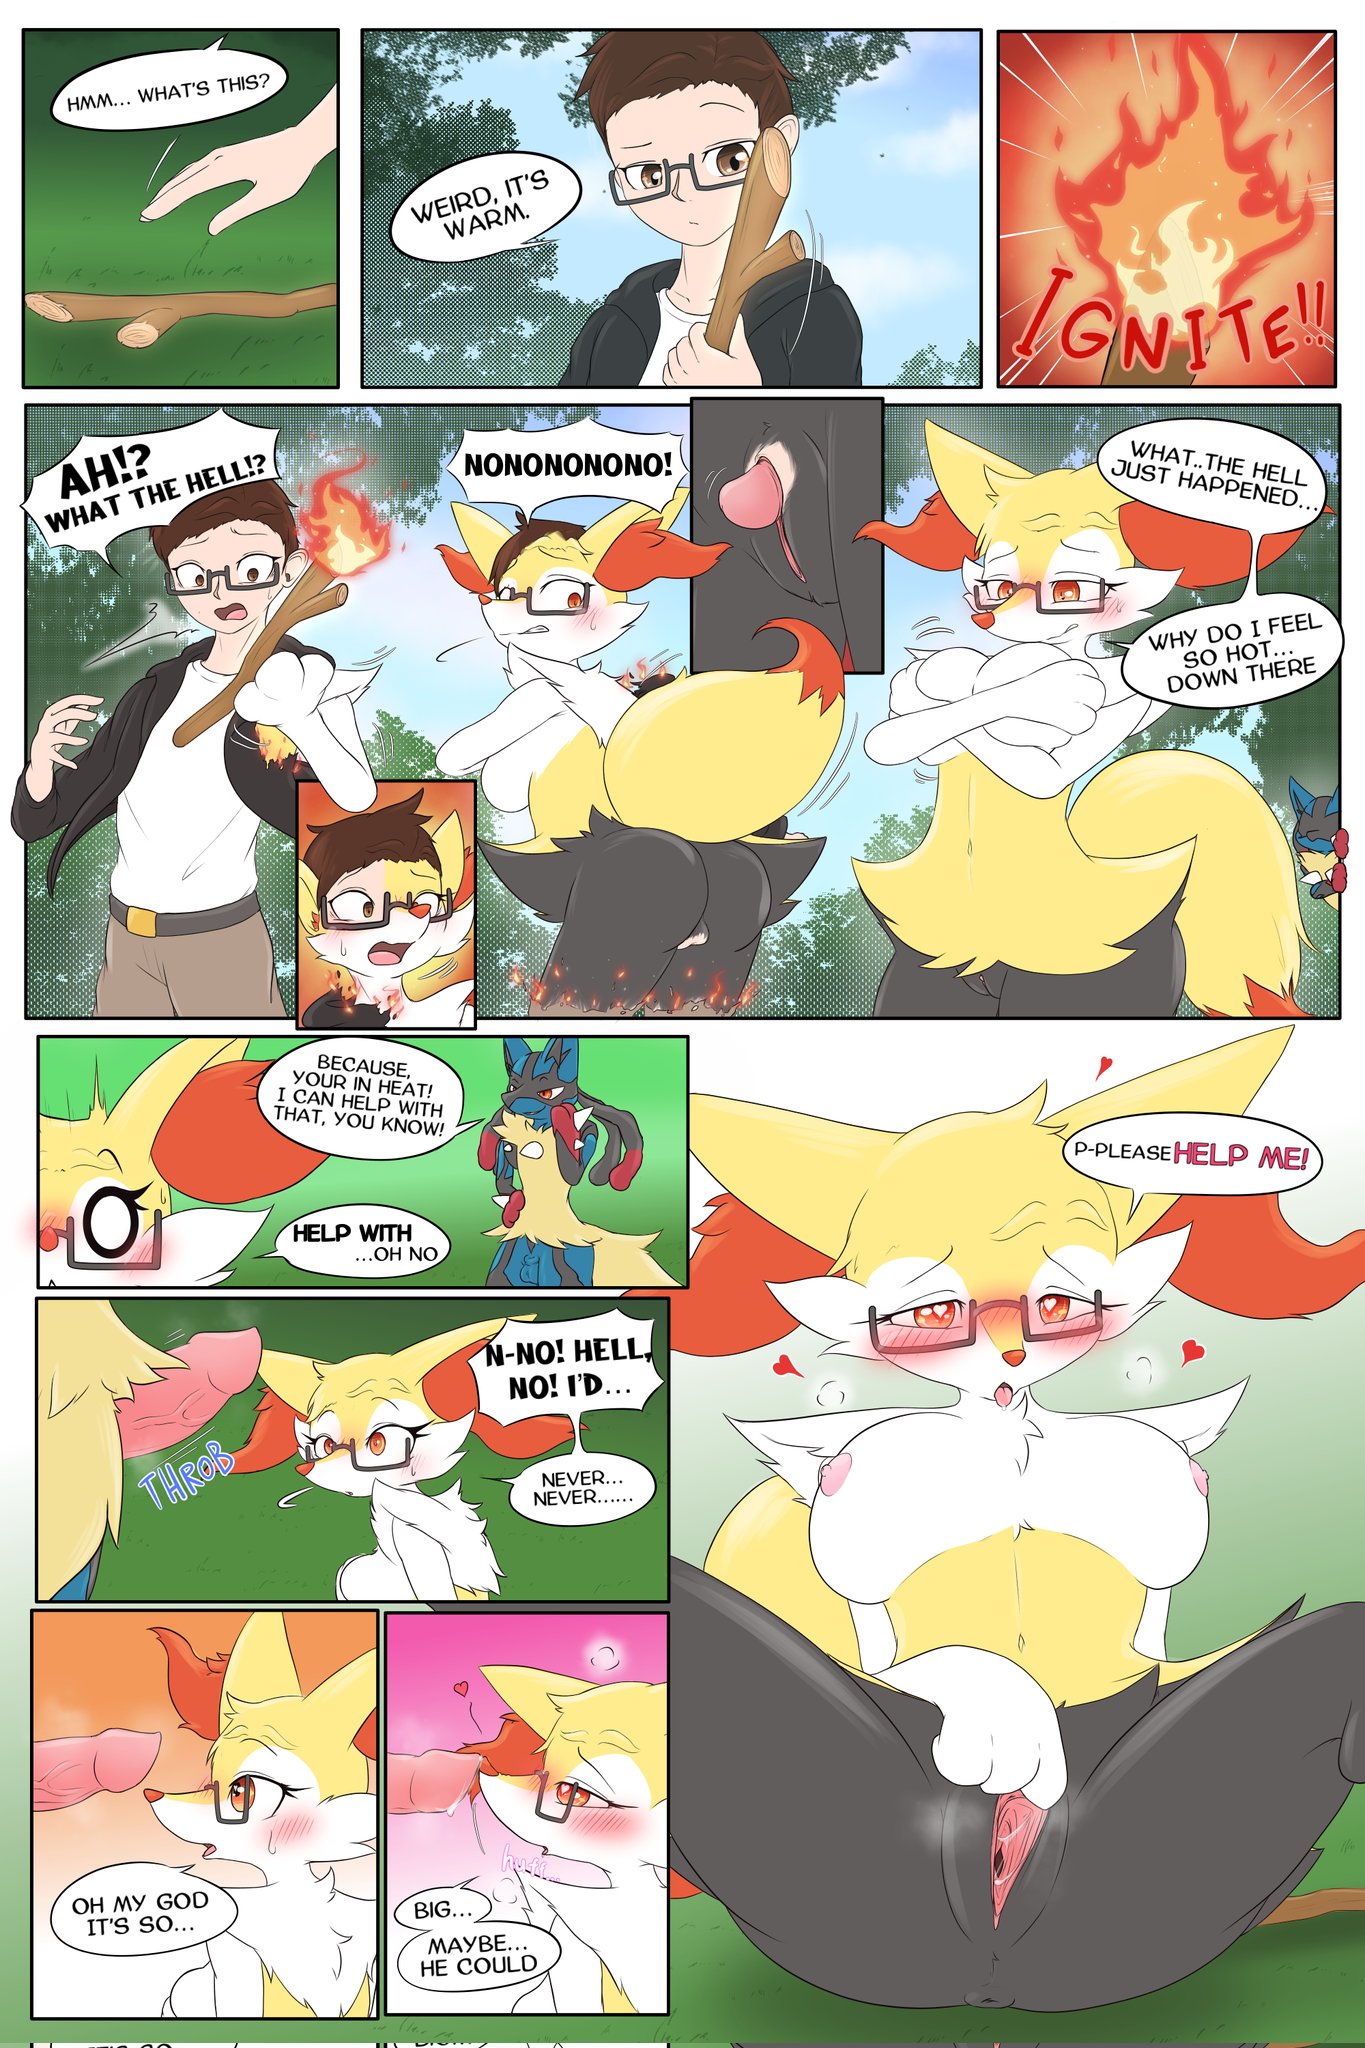 HMM... WHAT'S THIS?
WEIRD, IT'S
WARM.
IGNITE!!
AH!?
WHAT THE HELL!?
NONONONONO!
WHAT..THE HELL
JUST HAPPENED...
WHY DO I FEEL
SO HOT...
DOWN THERE
BECAUSE,
YOUR IN HEAT!
I CAN HELP WITH
THAT, YOU KNOW!
HELP WITH
...OH NO
P-PLEASE HELP ME!
THROB
N-NO! HELL,
NO! I'D...
NEVER...
NEVER......
OH MY GOD
IT'S SO...
huff...
BIG...
MAYBE...
HE COULD